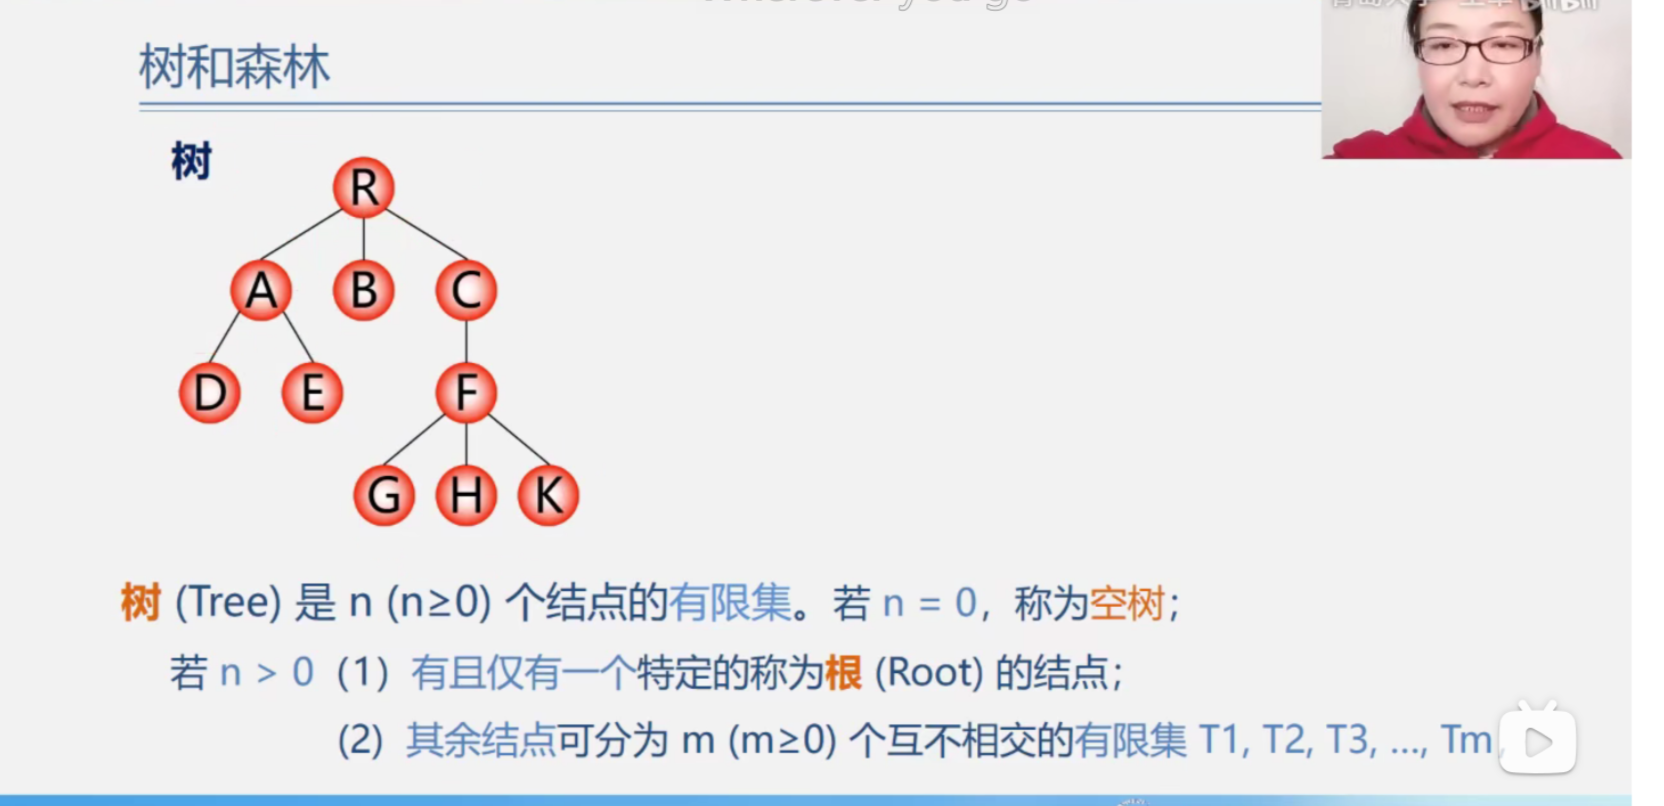 Wherever you go
树和森林
树
R
A B C
D E F
G H K
树 (Tree) 是 n (n≥0) 个结点的有限集。若 n = 0，称为空树；
若 n > 0（1）有且仅有一个特定的称为根 (Root) 的结点；
(2) 其余结点可分为 m (m≥0) 个互不相交的有限集 T1, T2, T3, ..., Tm